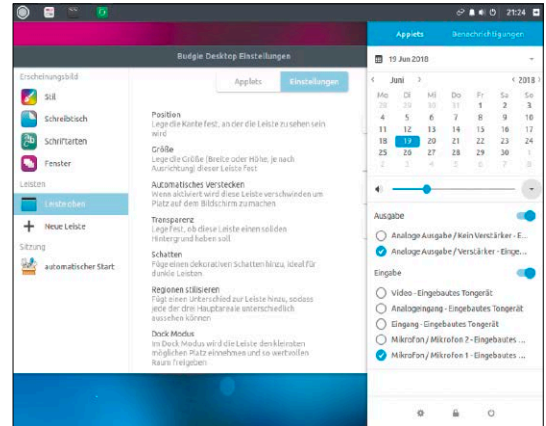 21:24
Applets
Benachrichtigungen
Budgie Desktop Einstellungen
19 Jun 2018
Erscheinungsbild
Applets
Einstellungen
Juni
2018
Mo Di Mi Do Fr Sa So
28 29 30 31 1 2 3
4 5 6 7 8 9 10
11 12 13 14 15 16 17
18 19 20 21 22 23 24
25 26 27 28 29 30 1
2 3 4 5 6 7 8
Stil
Schreibtisch
Schriftarten
Fenster
Leisten
Leiste oben
Neue Leiste
Sitzung
automatischer Start
Position
Lege die Kante fest, an der die Leiste zu sehen sein
wird
Größe
Lege die Größe (Breite oder Höhe, je nach
Ausrichtung) dieser Leiste fest
Automatisches Verstecken
Wenn aktiviert wird diese Leiste verschwinden um
Platz auf dem Bildschirm zu machen
Transparenz
Lege fest, ob diese Leiste einen soliden
Hintergrund haben soll
Schatten
Füge einen dekorativen Schatten hinzu, ideal für
dunkle Leisten
Regionen stilisieren
Fügt einen Unterschied zur Leiste hinzu, sodass
jede der drei Hauptareale unterschiedlich
aussehen können
Dock Modus
Im Dock Modus wird die Leiste den kleinsten
möglichen Platz einnehmen und so wertvollen
Raum freigeben
Ausgabe
Analoge Ausgabe / Kein Verstärker - E...
Analoge Ausgabe / Verstärker - Einge...
Eingabe
Video - Eingebautes Tongerät
Analogeingang - Eingebautes Tongerät
Eingang - Eingebautes Tongerät
Mikrofon / Mikrofon 2 - Eingebautes ...
Mikrofon / Mikrofon 1 - Eingebautes ...